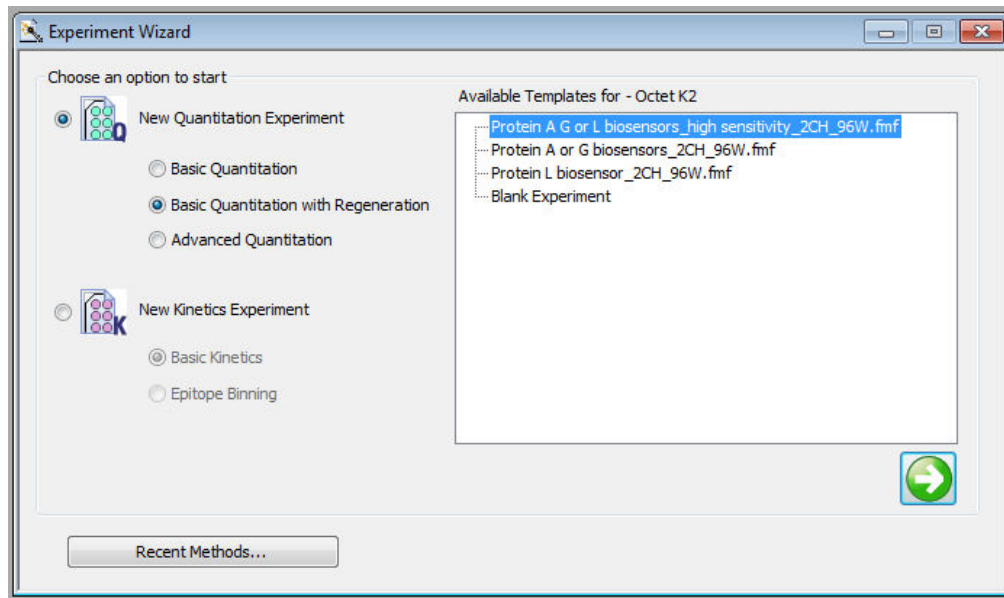 Experiment Wizard
Choose an option to start
Q
New Quantitation Experiment
Basic Quantitation
Basic Quantitation with Regeneration
Advanced Quantitation
K
New Kinetics Experiment
Basic Kinetics
Epitope Binning
Available Templates for - Octet K2
Protein A G or L biosensors_high sensitivity_2CH_96W.fmf
Protein A or G biosensors_2CH_96W.fmf
Protein L biosensor_2CH_96W.fmf
Blank Experiment
Recent Methods...